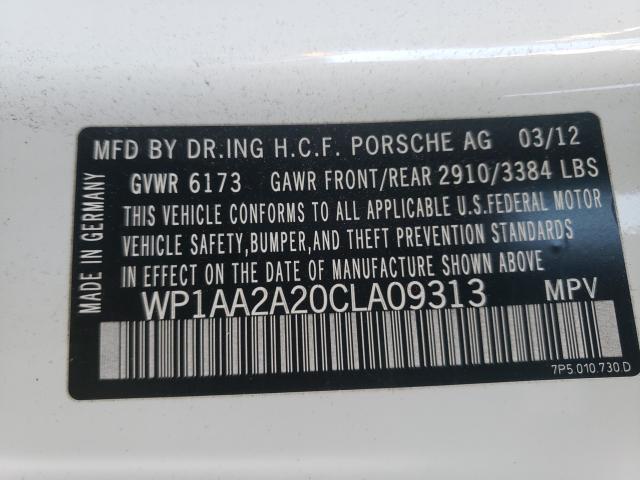 MFD BY DR.ING H.C.F. PORSCHE AG 03/12
GVWR 6173 GAWR FRONT/REAR 2910/3384 LBS
THIS VEHICLE CONFORMS TO ALL APPLICABLE U.S.FEDERAL MOTOR
VEHICLE SAFETY,BUMPER,AND THEFT PREVENTION STANDARDS
IN EFFECT ON THE DATE OF MANUFACTURE SHOWN ABOVE
WP1AA2A20CLA09313 MPV
7P5.010.730.D
MADE IN GERMANY